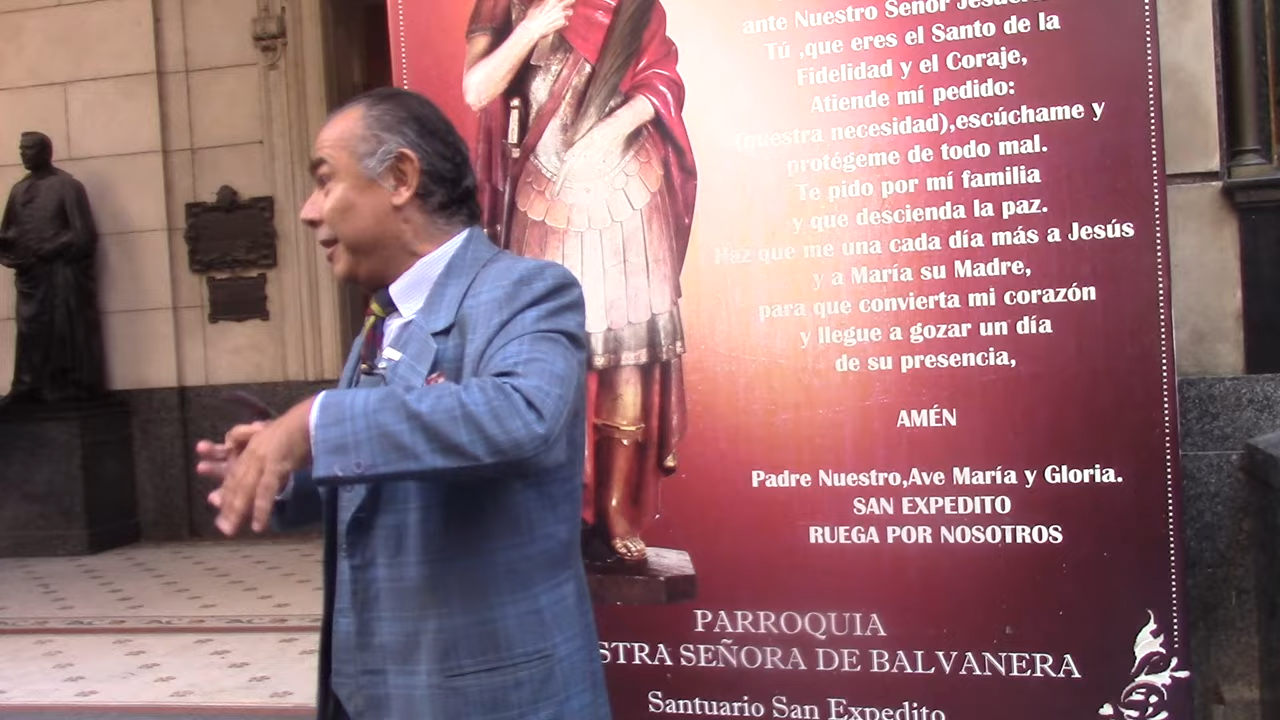 ante Nuestro Señor
Tú ,que eres el Santo de la
Fidelidad y el Coraje,
Atiende mí pedido:
(nuestra necesidad),escúchame y
protégeme de todo mal.
Te pido por mí familia
y que descienda la paz.
Haz que me una cada día más a Jesús
y a María su Madre,
para que convierta mi corazón
y llegue a gozar un día
de su presencia,
AMÉN
Padre Nuestro,Ave María y Gloria.
SAN EXPEDITO
RUEGA POR NOSOTROS
PARROQUIA
STRA SEÑORA DE BALVANERA
Santuario San Expedito